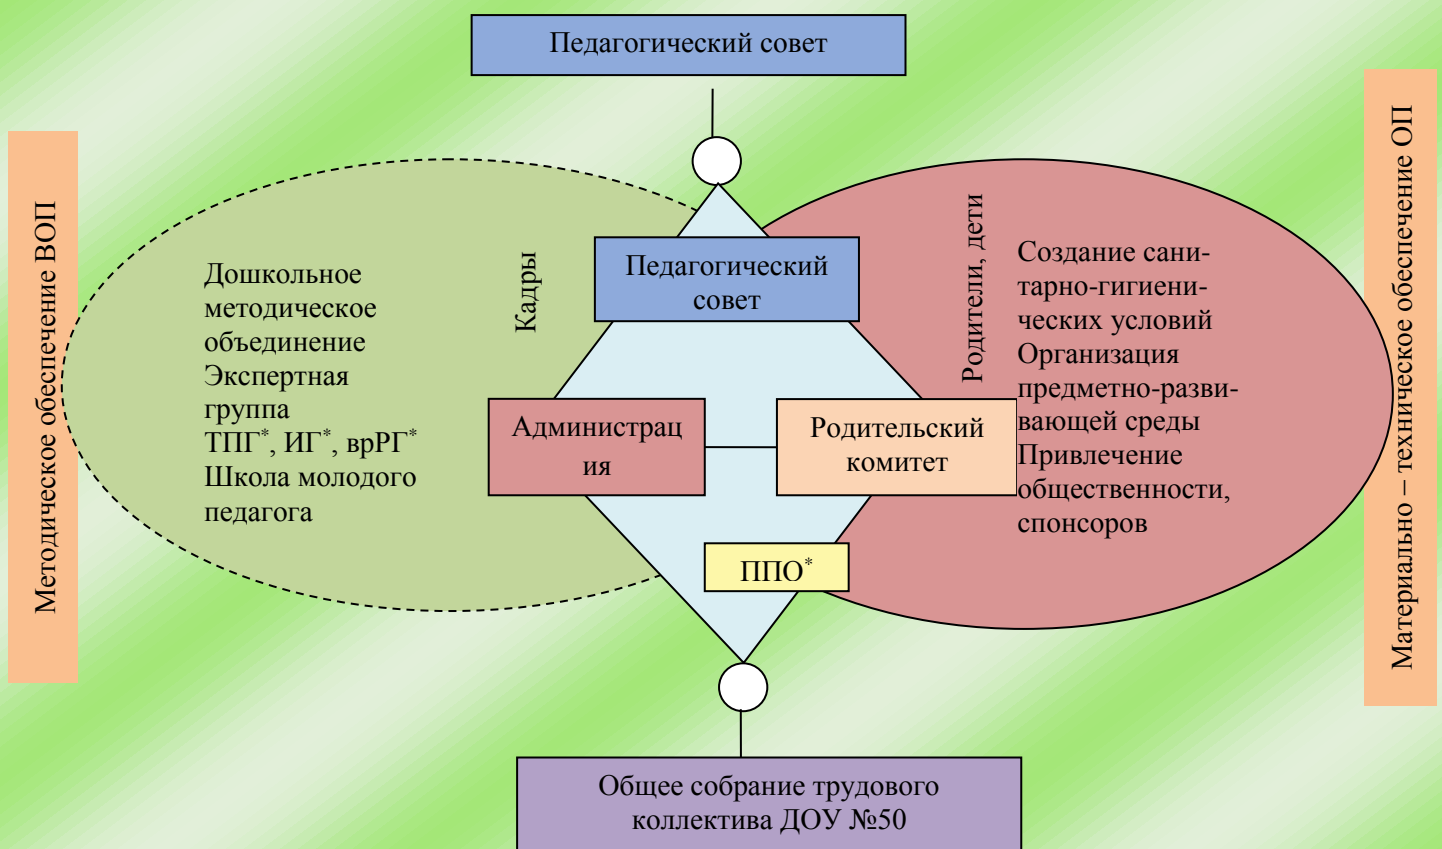 Педагогический совет
Методическое обеспечение ВОП
Дошкольное
методическое
объединение
Экспертная
группа
ТПГ*, ИГ*, врРГ*
Школа молодого
педагога
Кадры
Педагогический
совет
Администрац
ия
Родительский
комитет
ППО*
Родители, дети
Создание сани-
тарно-гигиени-
ческих условий
Организация
предметно-разви-
вающей среды
Привлечение
общественности,
спонсоров
Материально – техническое обеспечение ОП
Общее собрание трудового
коллектива ДОУ №50